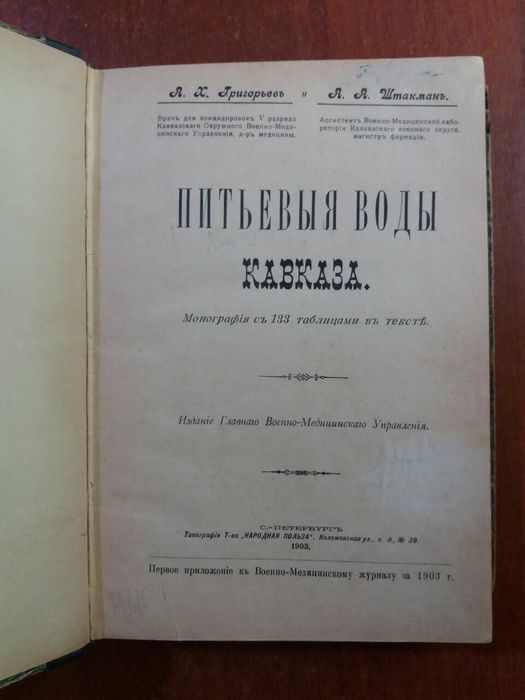 А. Х. Григорьевъ и А. А. Штакманъ.
Врачъ для командировокъ V разряда
Кавказскаго Окружного Военно-Меди-
цинскаго Управленія, д-ръ медицины.
Ассистентъ Военно-Медицинской лабо-
раторіи Кавказскаго военнаго округа,
магистръ фармаціи.
ПИТЬЕВЫЯ ВОДЫ
КАВКАЗА.
Монографія съ 133 таблицами въ текстѣ.
Изданіе Главнаго Военно-Медицинскаго Управленія.
С.-ПЕТЕРБУРГЪ.
Типографія Т-ва „НАРОДНАЯ ПОЛЬЗА", Коломенская ул., с. д., № 39.
1903.
Первое приложеніе къ Военно-Медицинскому журналу за 1903 г.